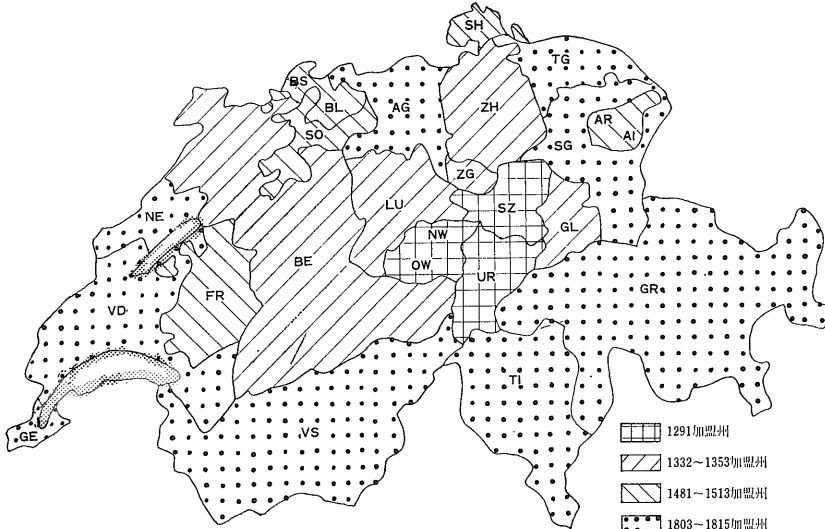 SH
TG
BS
BL
AG
ZH
AR
AI
SO
SG
ZG
LU
SZ
NE
NW
GL
BE
OW
UR
FR
GR
VD
TI
VS
GE
1291加盟州
1332~1353加盟州
1481~1513加盟州
1803~1815加盟州